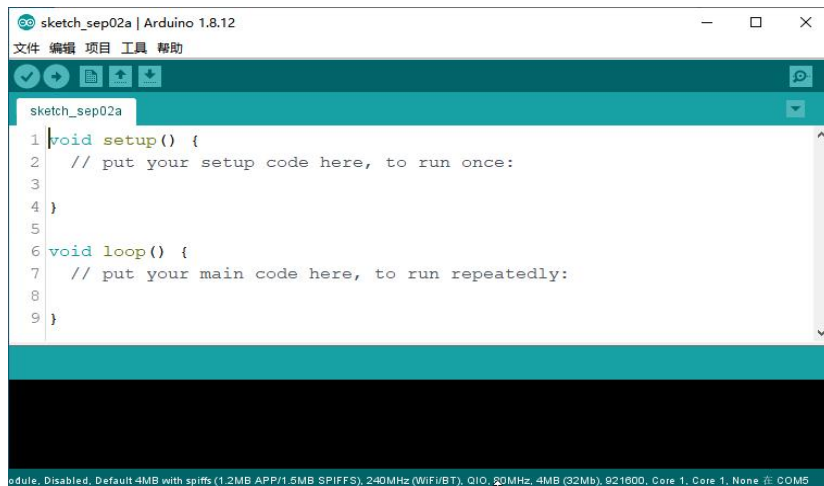 sketch_sep02a | Arduino 1.8.12
文件 编辑 项目 工具 帮助
sketch_sep02a
1 void setup() {
2   // put your setup code here, to run once:
3
4 }
5
6 void loop() {
7   // put your main code here, to run repeatedly:
8
9 }
odule, Disabled, Default 4MB with spiffs (1.2MB APP/1.5MB SPIFFS), 240MHz (WiFi/BT), QIO, 80MHz, 4MB (32Mb), 921600, Core 1, Core 1, None 在 COM5